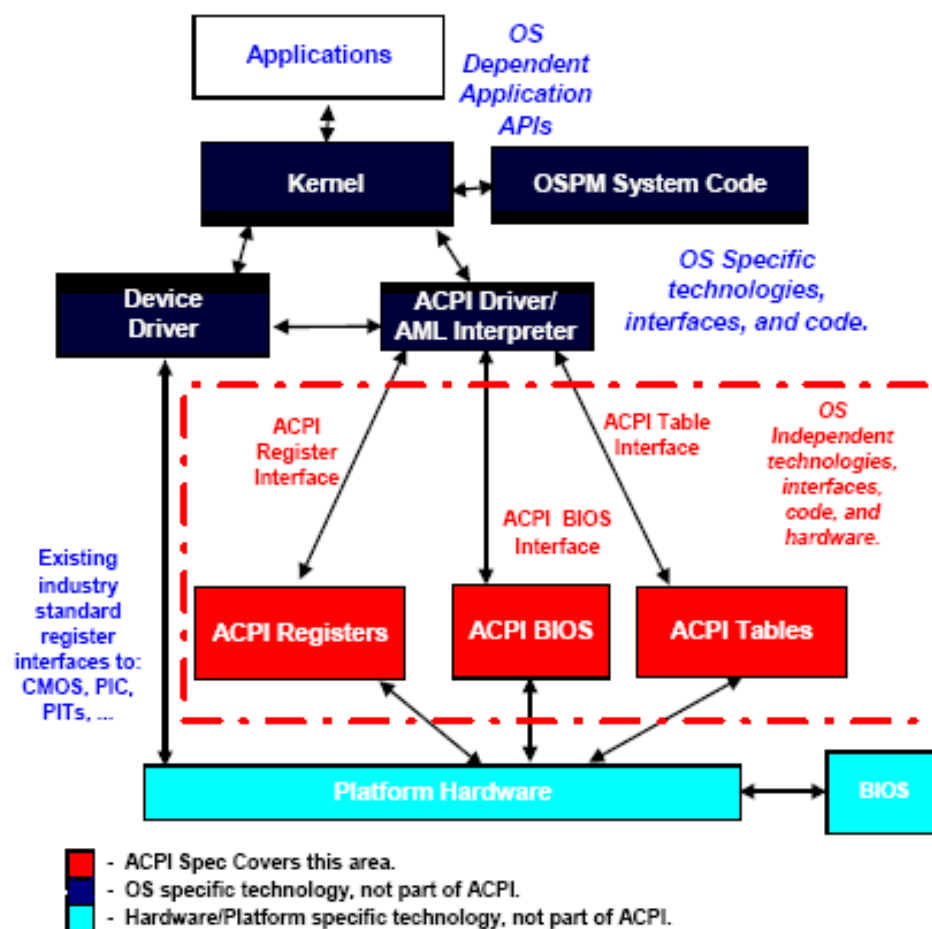 Applications
OS
Dependent
Application
APIs
Kernel
OSPM System Code
Device
Driver
ACPI Driver/
AML Interpreter
OS Specific
technologies,
interfaces, and code.
ACPI
Register
Interface
ACPI Table
Interface
OS
Independent
technologies,
interfaces,
code, and
hardware.
ACPI BIOS
Interface
Existing
industry
standard
register
interfaces to:
CMOS, PIC,
PITs, ...
ACPI Registers
ACPI BIOS
ACPI Tables
Platform Hardware
BIOS
- ACPI Spec Covers this area.
- OS specific technology, not part of ACPI.
- Hardware/Platform specific technology, not part of ACPI.